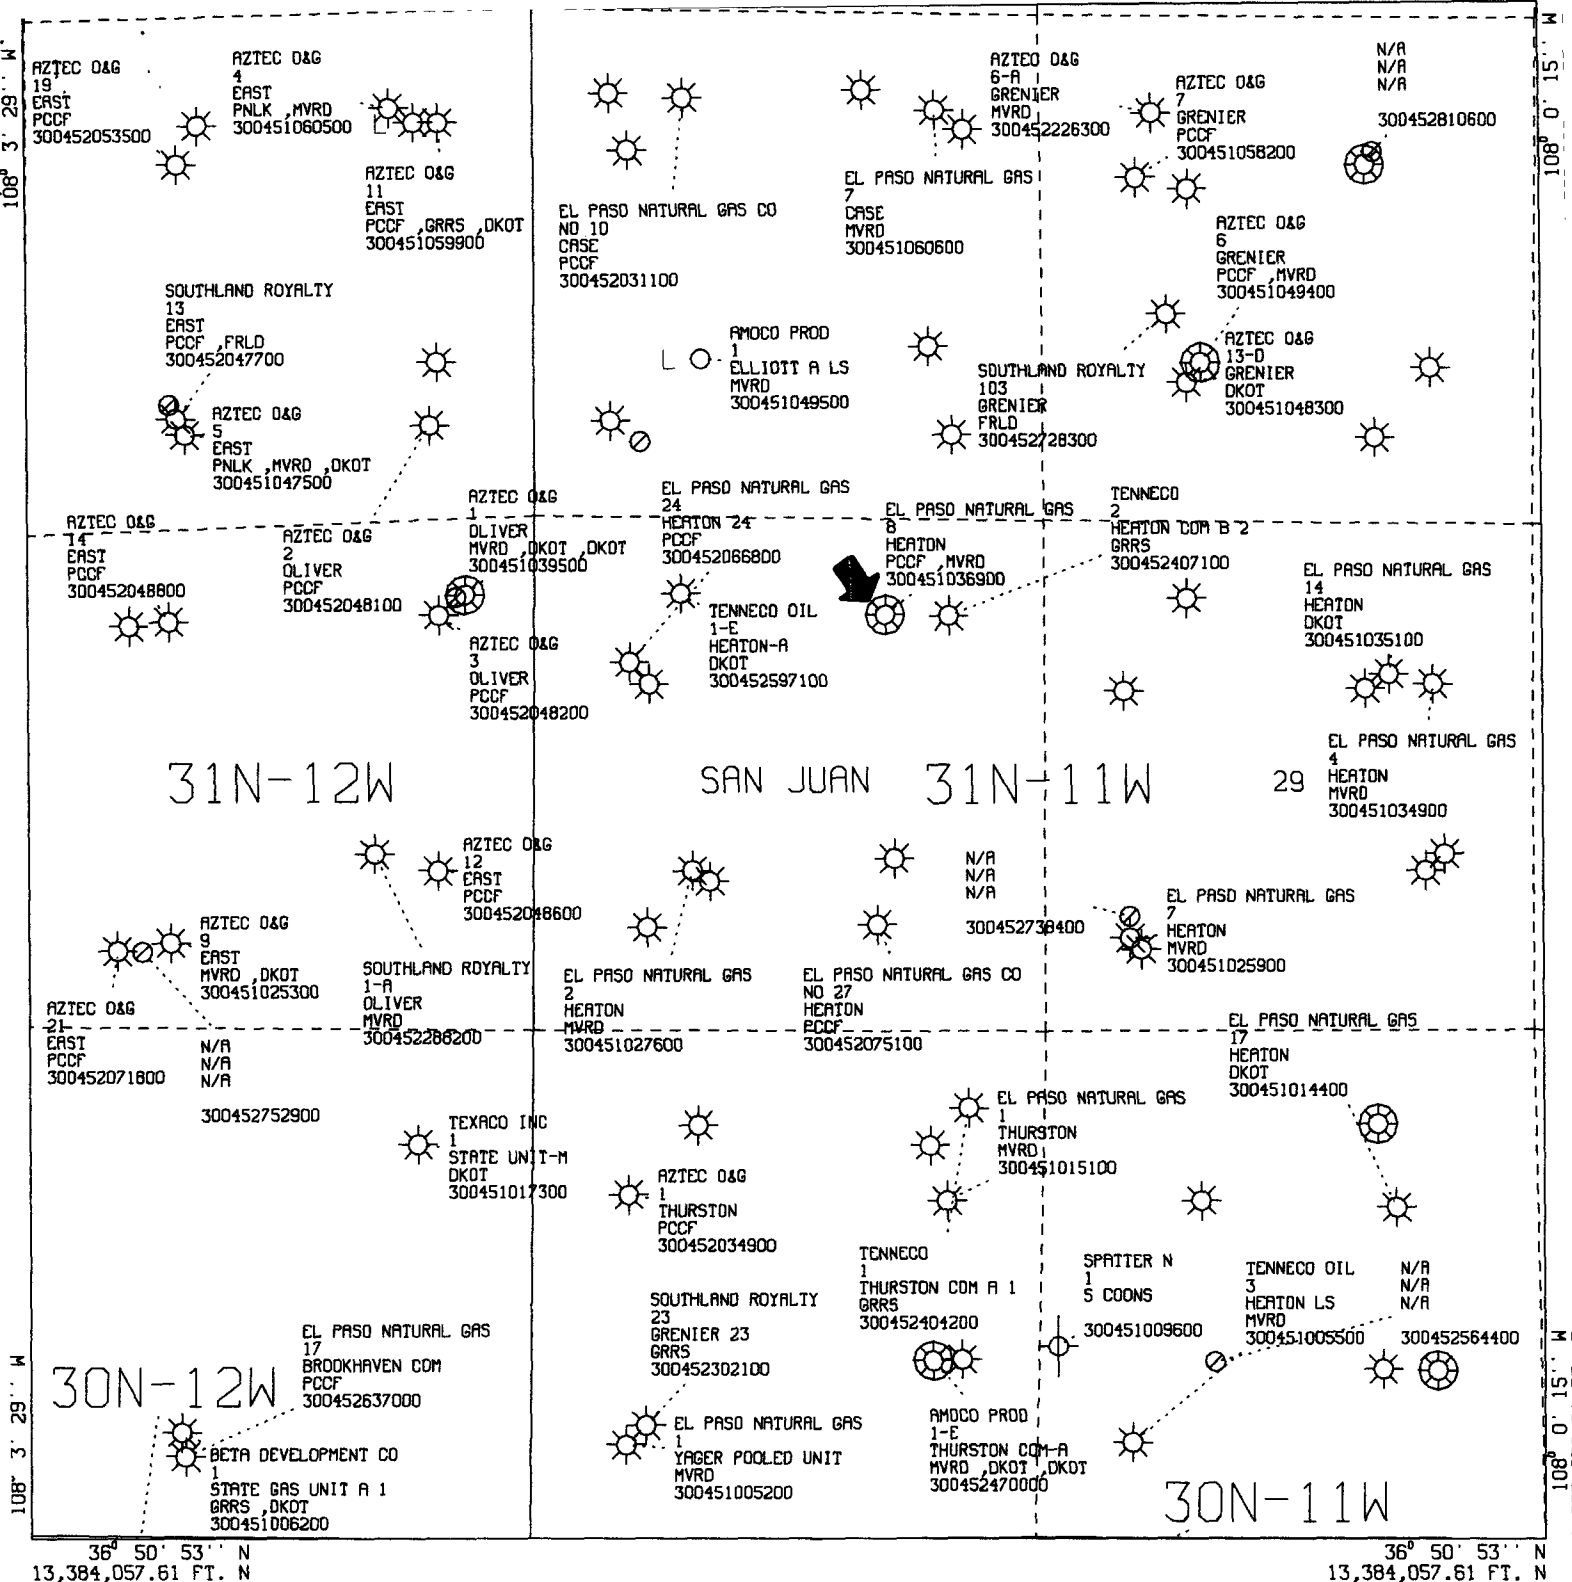 AZTEC O&G
19
EAST
PCCF
300452053500
AZTEC O&G
4
EAST
PNLK ,MVRD
300451060500
AZTEC O&G
11
EAST
PCCF ,GRRS ,DKOT
300451059900
EL PASO NATURAL GAS CO
NO 10
CASE
PCCF
300452031100
EL PASO NATURAL GAS
7
CASE
MVRD
300451060600
AZTEC O&G
6-A
GRENIER
MVRD
300452226300
AZTEC O&G
7
GRENIER
PCCF
300451058200
N/A
N/A
N/A
300452810600
AZTEC O&G
6
GRENIER
PCCF ,MVRD
300451049400
SOUTHLAND ROYALTY
13
EAST
PCCF ,FRLD
300452047700
AZTEC O&G
5
EAST
PNLK ,MVRD ,DKOT
300451047500
L
AMOCO PROD
1
ELLIOTT A LS
MVRD
300451049500
SOUTHLAND ROYALTY
103
GRENIER
FRLD
300452728300
AZTEC O&G
13-D
GRENIER
DKOT
300451048300
AZTEC O&G
14
EAST
PCCF
300452048800
AZTEC O&G
2
OLIVER
PCCF
300452048100
AZTEC O&G
1
OLIVER
MVRD ,DKOT ,DKOT
300451039500
EL PASO NATURAL GAS
24
HEATON 24
PCCF
300452066800
EL PASO NATURAL GAS
8
HEATON
PCCF ,MVRD
300451036900
TENNECO
2
HEATON COM B 2
GRRS
300452407100
EL PASO NATURAL GAS
14
HEATON
DKOT
300451035100
AZTEC O&G
3
OLIVER
PCCF
300452048200
TENNECO OIL
1-E
HEATON-A
DKOT
300452597100
EL PASO NATURAL GAS
4
HEATON
MVRD
300451034900
31N-12W
SAN JUAN
31N-11W
29
AZTEC O&G
12
EAST
PCCF
300452048600
N/A
N/A
N/A
300452738400
EL PASO NATURAL GAS
7
HEATON
MVRD
300451025900
AZTEC O&G
9
EAST
MVRD ,DKOT
300451025300
SOUTHLAND ROYALTY
1-A
OLIVER
MVRD
300452288200
EL PASO NATURAL GAS
2
HEATON
MVRD
300451027600
EL PASO NATURAL GAS CO
NO 27
HEATON
PCCF
300452075100
AZTEC O&G
21
EAST
PCCF
300452071800
N/A
N/A
N/A
300452752900
EL PASO NATURAL GAS
17
HEATON
DKOT
300451014400
TEXACO INC
1
STATE UNIT-M
DKOT
300451017300
EL PASO NATURAL GAS
1
THURSTON
MVRD
300451015100
AZTEC O&G
1
THURSTON
PCCF
300452034900
TENNECO
1
THURSTON COM A 1
GRRS
300452404200
SPATTER N
1
S COONS
300451009600
TENNECO OIL
3
HEATON LS
MVRD
300451005500
N/A
N/A
N/A
300452564400
SOUTHLAND ROYALTY
23
GRENIER 23
GRRS
300452302100
EL PASO NATURAL GAS
17
BROOKHAVEN COM
PCCF
300452637000
30N-12W
BETA DEVELOPMENT CO
1
STATE GAS UNIT A 1
GRRS ,DKOT
300451006200
EL PASO NATURAL GAS
1
YAGER POOLED UNIT
MVRD
300451005200
AMOCO PROD
1-E
THURSTON COM-A
MVRD ,DKOT ,DKOT
300452470000
30N-11W
108° 3' 29'' W
108° 0' 15'' W
108° 3' 29'' W
108° 0' 15'' W
36° 50' 53'' N
13,384,057.61 FT. N
36° 50' 53'' N
13,384,057.61 FT. N